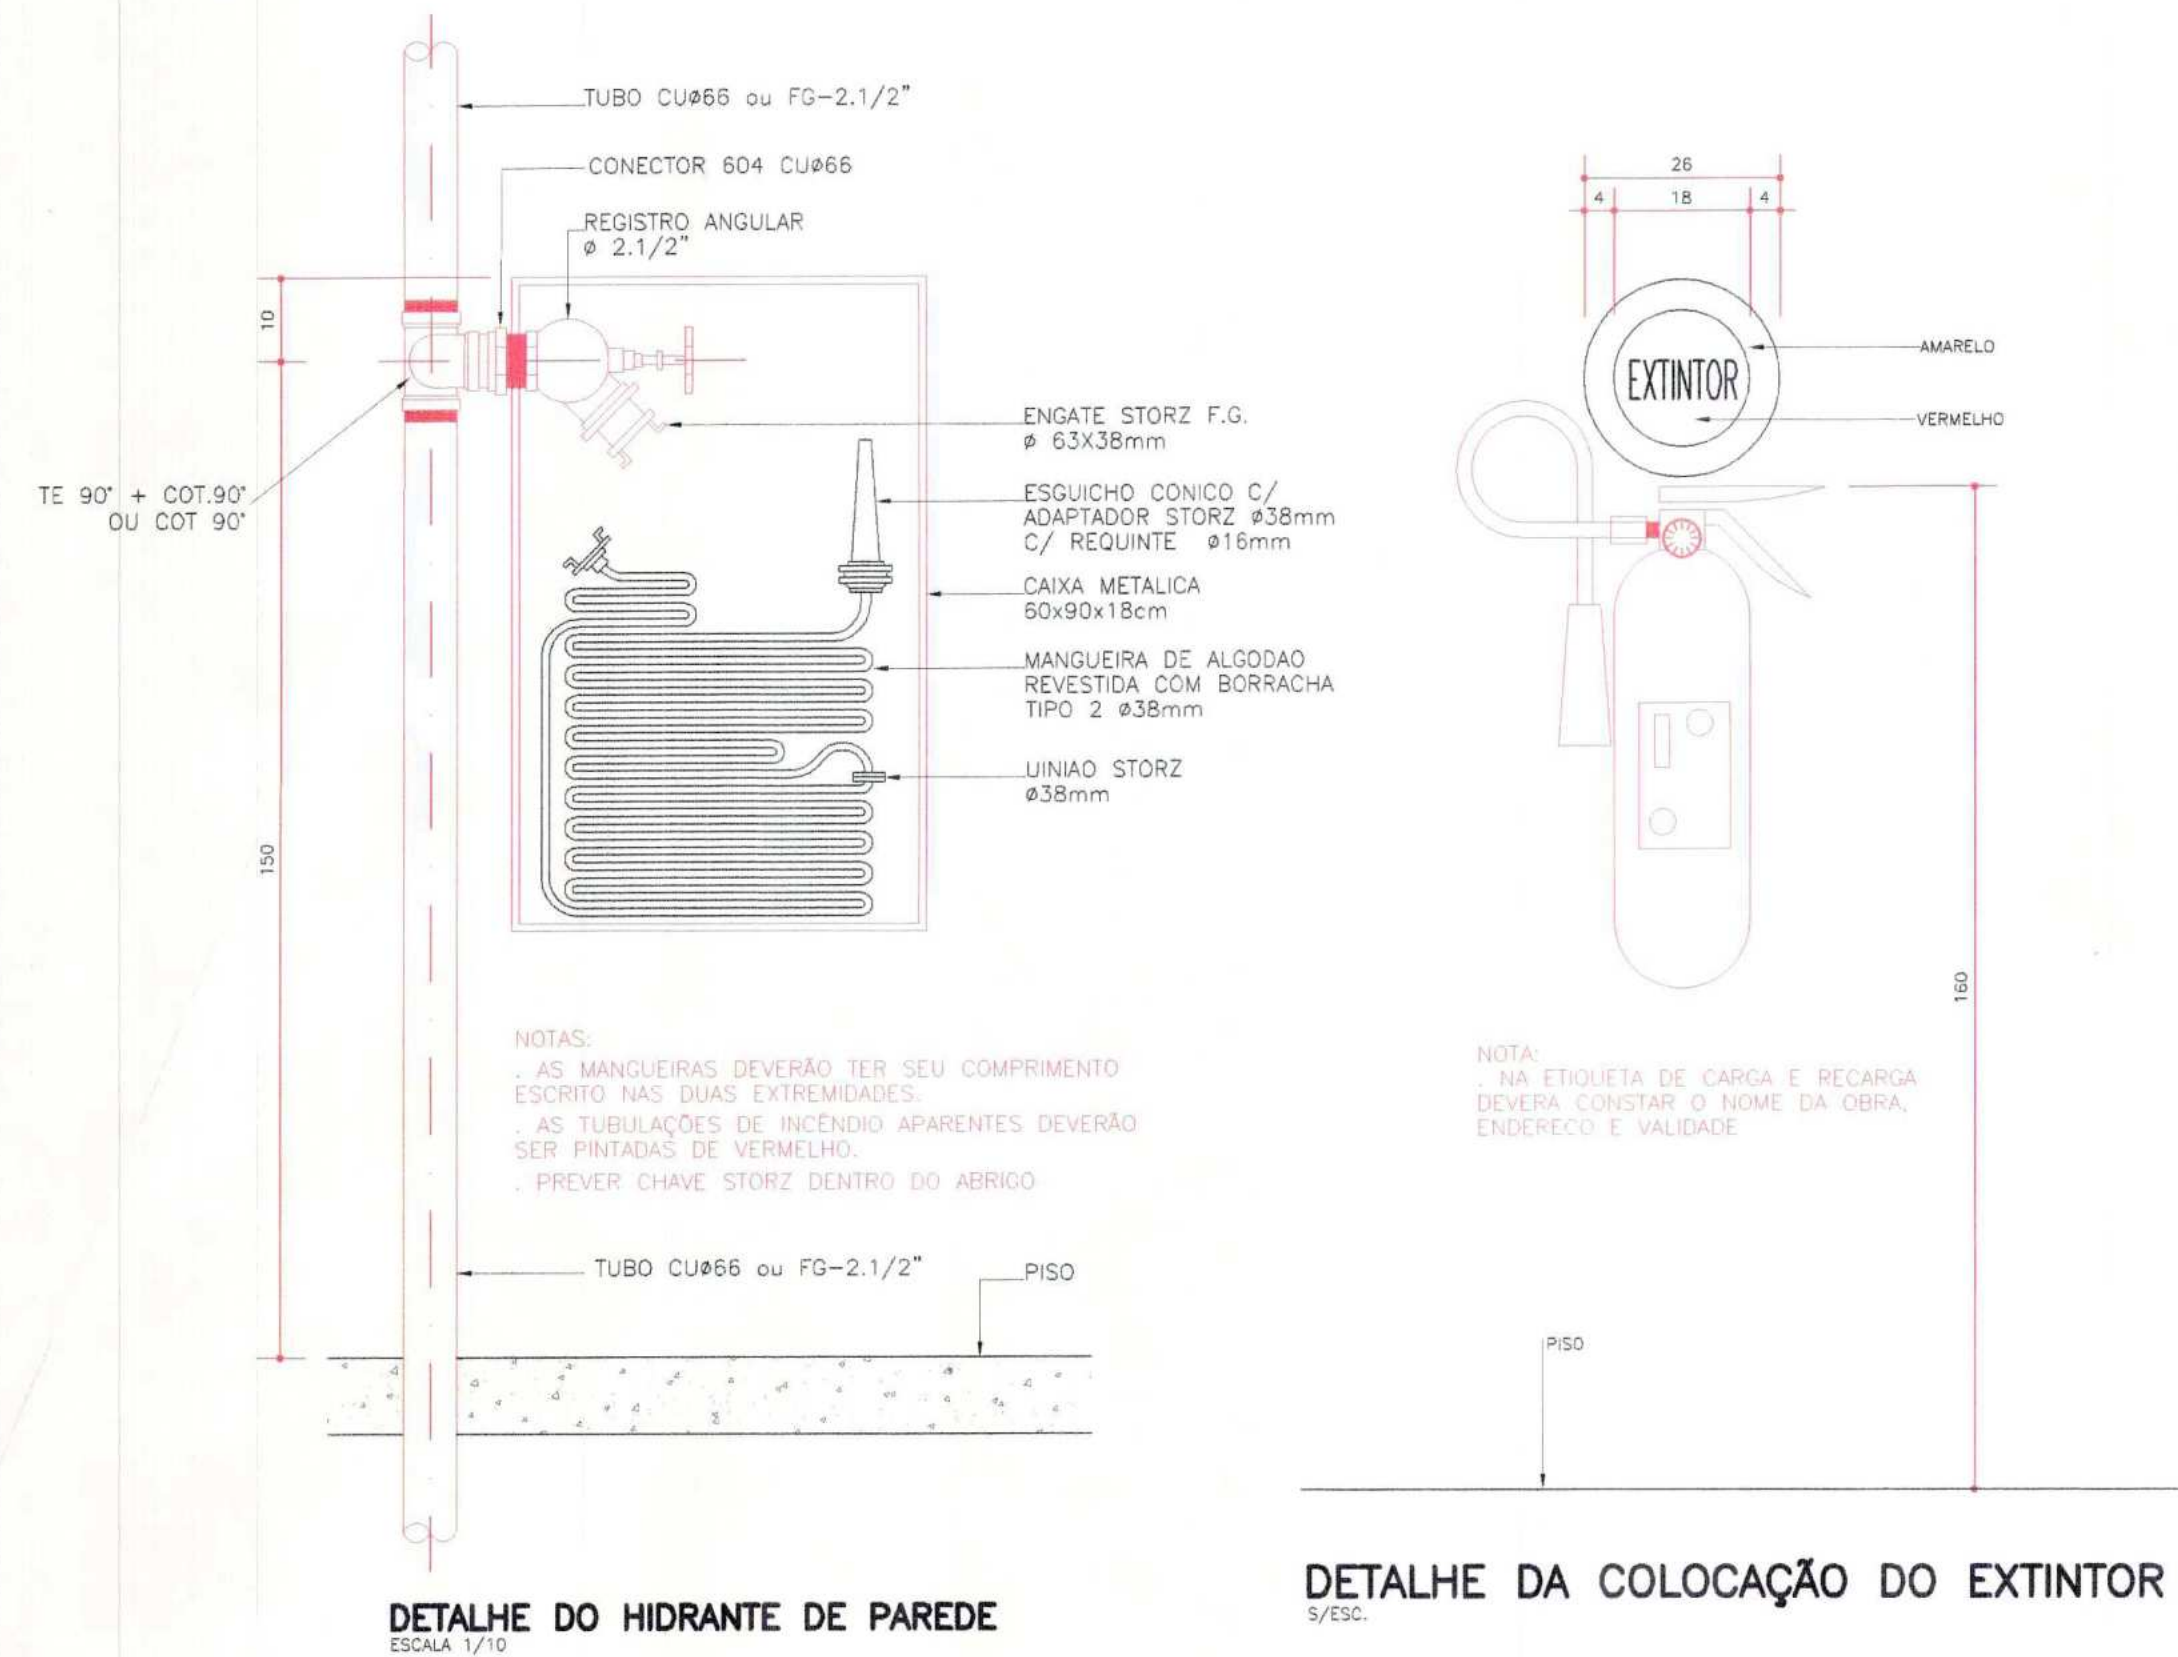 TUBO CUø66 ou FG-2.1/2"
CONECTOR 604 CUø66
REGISTRO ANGULAR
ø 2.1/2"
10
TE 90° + COT.90°
OU COT 90°
150
ENGATE STORZ F.G.
ø 63X38mm
ESGUICHO CONICO C/
ADAPTADOR STORZ ø38mm
C/ REQUINTE ø16mm
CAIXA METALICA
60x90x18cm
MANGUEIRA DE ALGODAO
REVESTIDA COM BORRACHA
TIPO 2 ø38mm
UINIAO STORZ
ø38mm
NOTAS:
. AS MANGUEIRAS DEVERÃO TER SEU COMPRIMENTO
ESCRITO NAS DUAS EXTREMIDADES.
. AS TUBULAÇÕES DE INCÊNDIO APARENTES DEVERÃO
SER PINTADAS DE VERMELHO.
. PREVER CHAVE STORZ DENTRO DO ABRIGO
TUBO CUø66 ou FG-2.1/2"
PISO
DETALHE DO HIDRANTE DE PAREDE
ESCALA 1/10
26
4 18 4
EXTINTOR
AMARELO
VERMELHO
160
NOTA:
. NA ETIQUETA DE CARGA E RECARGA
DEVERA CONSTAR O NOME DA OBRA,
ENDERECO E VALIDADE
PISO
DETALHE DA COLOCAÇÃO DO EXTINTOR
S/ESC.